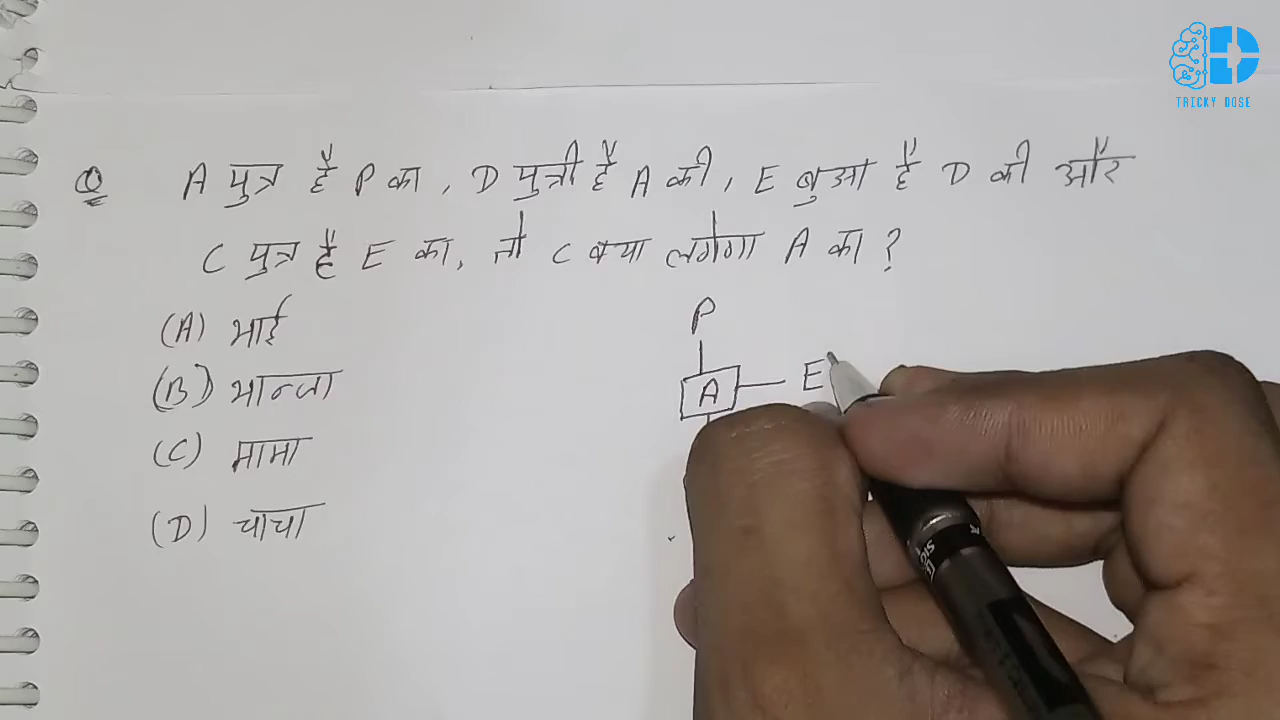 TRICKY DOSE
Q A पुत्र है P का, D पुत्री है A की, E बुआ है D की और
C पुत्र है E का, तो C क्या लगेगा A का ?
(A) भाई
(B) भान्जा
(C) मामा
(D) चाचा
P
A E